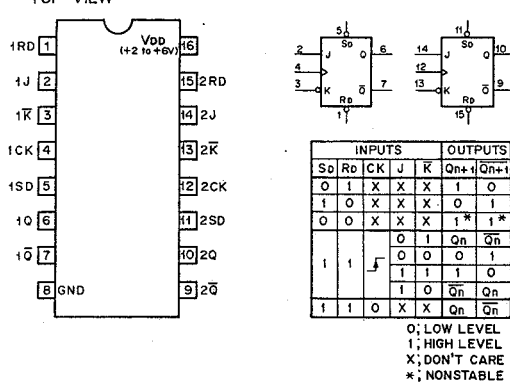 TOP VIEW
1RD 1
1J 2
1K̅ 3
1CK 4
1SD 5
1Q 6
1Q̅ 7
8 GND
VDD
(+2 to +6V)
16
15 2RD
14 2J
13 2K̅
12 2CK
11 2SD
10 2Q
9 2Q̅
5 SD
2 J Q 6
4
3 K Q̅ 7
RD
1
11 SD
14 J Q 10
12
13 K Q̅ 9
RD
15
INPUTS OUTPUTS
SD RD CK J K̅ Qn+1 Q̅n+1
0 1 X X X 1 0
1 0 X X X 0 1
0 0 X X X 1* 1*
1 1 0 1 Qn Q̅n
0 0 0 1
1 1 1 0
1 0 Q̅n Qn
1 1 0 X X Qn Q̅n
0; LOW LEVEL
1; HIGH LEVEL
X; DON'T CARE
*; NONSTABLE